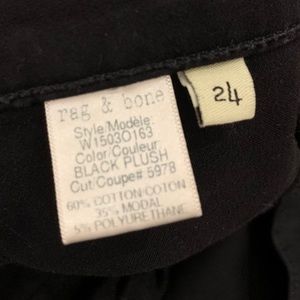 rag & bone
Style/Modèle:
W1503O163
Color/Couleur
BLACK PLUSH
Cut/Coupe# 5978
60% COTTON/COTON
35% MODAL
5% POLYURETHANE
24